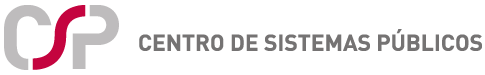 CSP CENTRO DE SISTEMAS PÚBLICOS